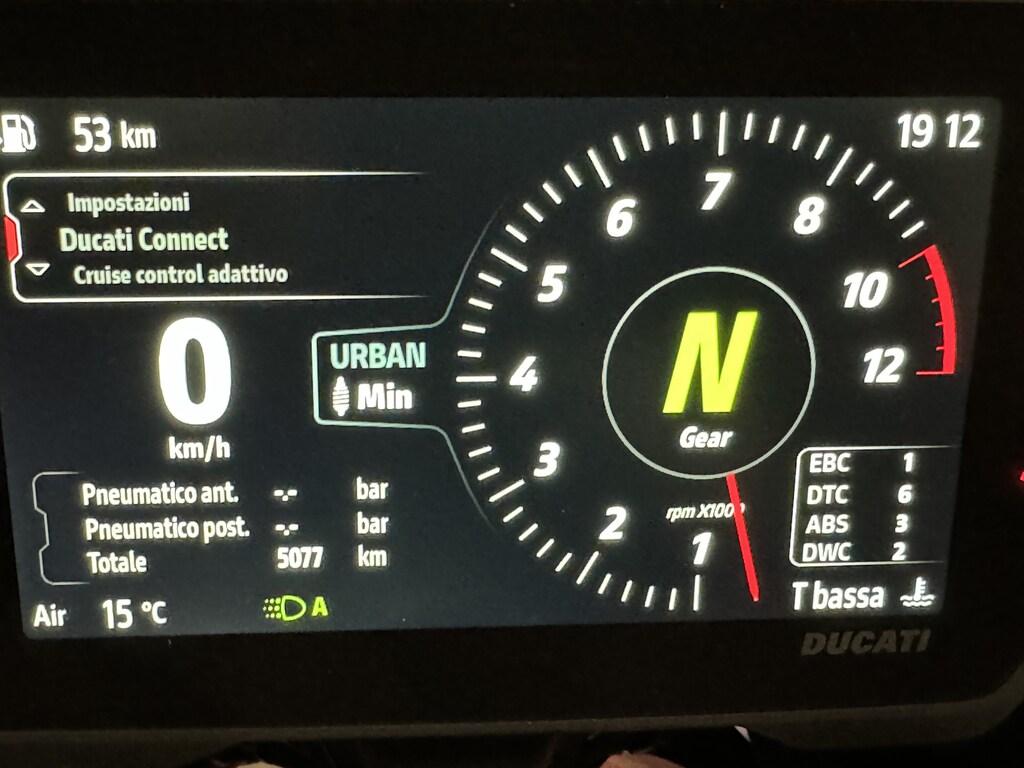 53 km
19 12
Impostazioni
Ducati Connect
Cruise control adattivo
0
km/h
URBAN
Min
1
2
3
4
5
6
7
8
10
12
N
Gear
rpm X1000
Pneumatico ant. -.- bar
Pneumatico post. -.- bar
Totale 5077 km
EBC 1
DTC 6
ABS 3
DWC 2
Air 15 °C
A
T bassa
DUCATI